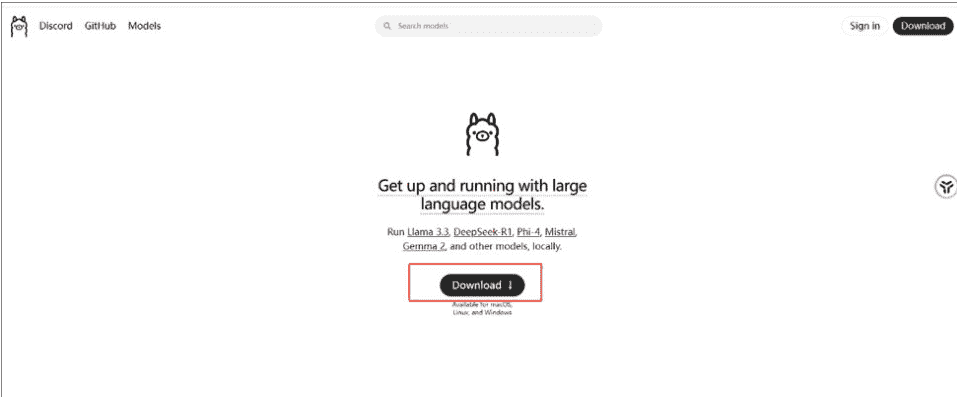 Discord GitHub Models Search models Sign in Download
Get up and running with large
language models.
Run Llama 3.3, DeepSeek-R1, Phi-4, Mistral,
Gemma 2, and other models, locally.
Download ↓
Available for macOS,
Linux, and Windows